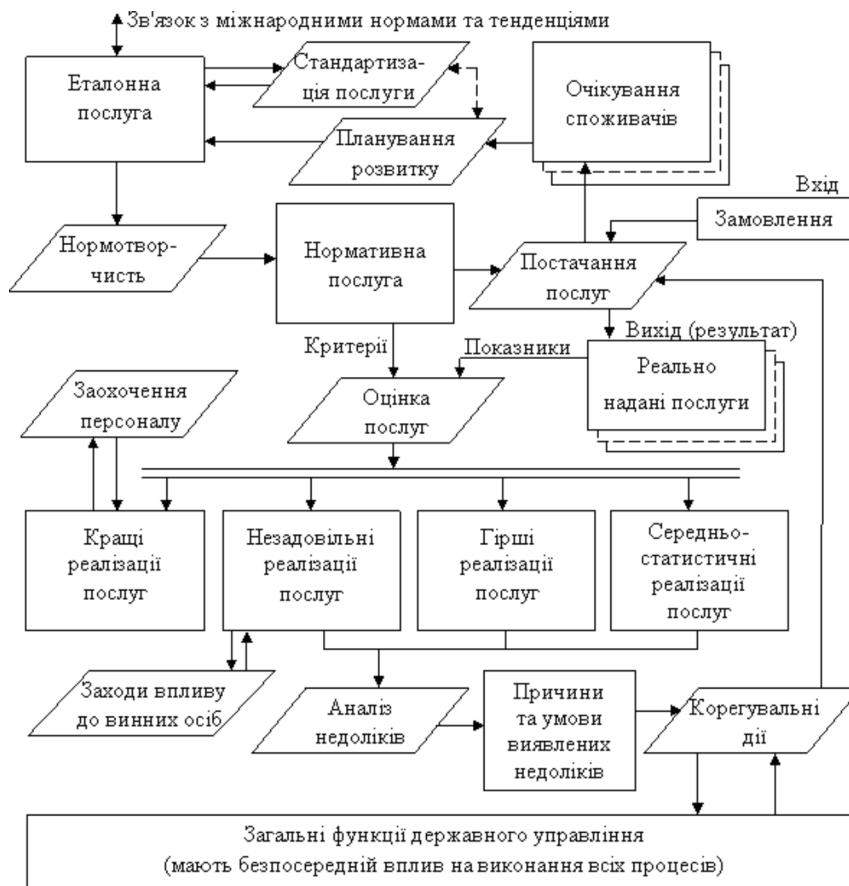 Зв'язок з міжнародними нормами та тенденціями
Еталонна
послуга
Стандартиза-
ція послуги
Планування
розвитку
Очікування
споживачів
Вхід
Замовлення
Нормотвор-
чисть
Нормативна
послуга
Постачання
послуг
Критерії
Показники
Вихід (результат)
Реально
надані послуги
Заохочення
персоналу
Оцінка
послуг
Кращі
реалізації
послуг
Незадовільні
реалізації
послуг
Гірші
реалізації
послуг
Середньо-
статистичні
реалізації
послуг
Заходи впливу
до винних осіб
Аналіз
недоліків
Причини
та умови
виявлених
недоліків
Корегувальні
дії
Загальні функції державного управління
(мають безпосередній вплив на виконання всіх процесів)